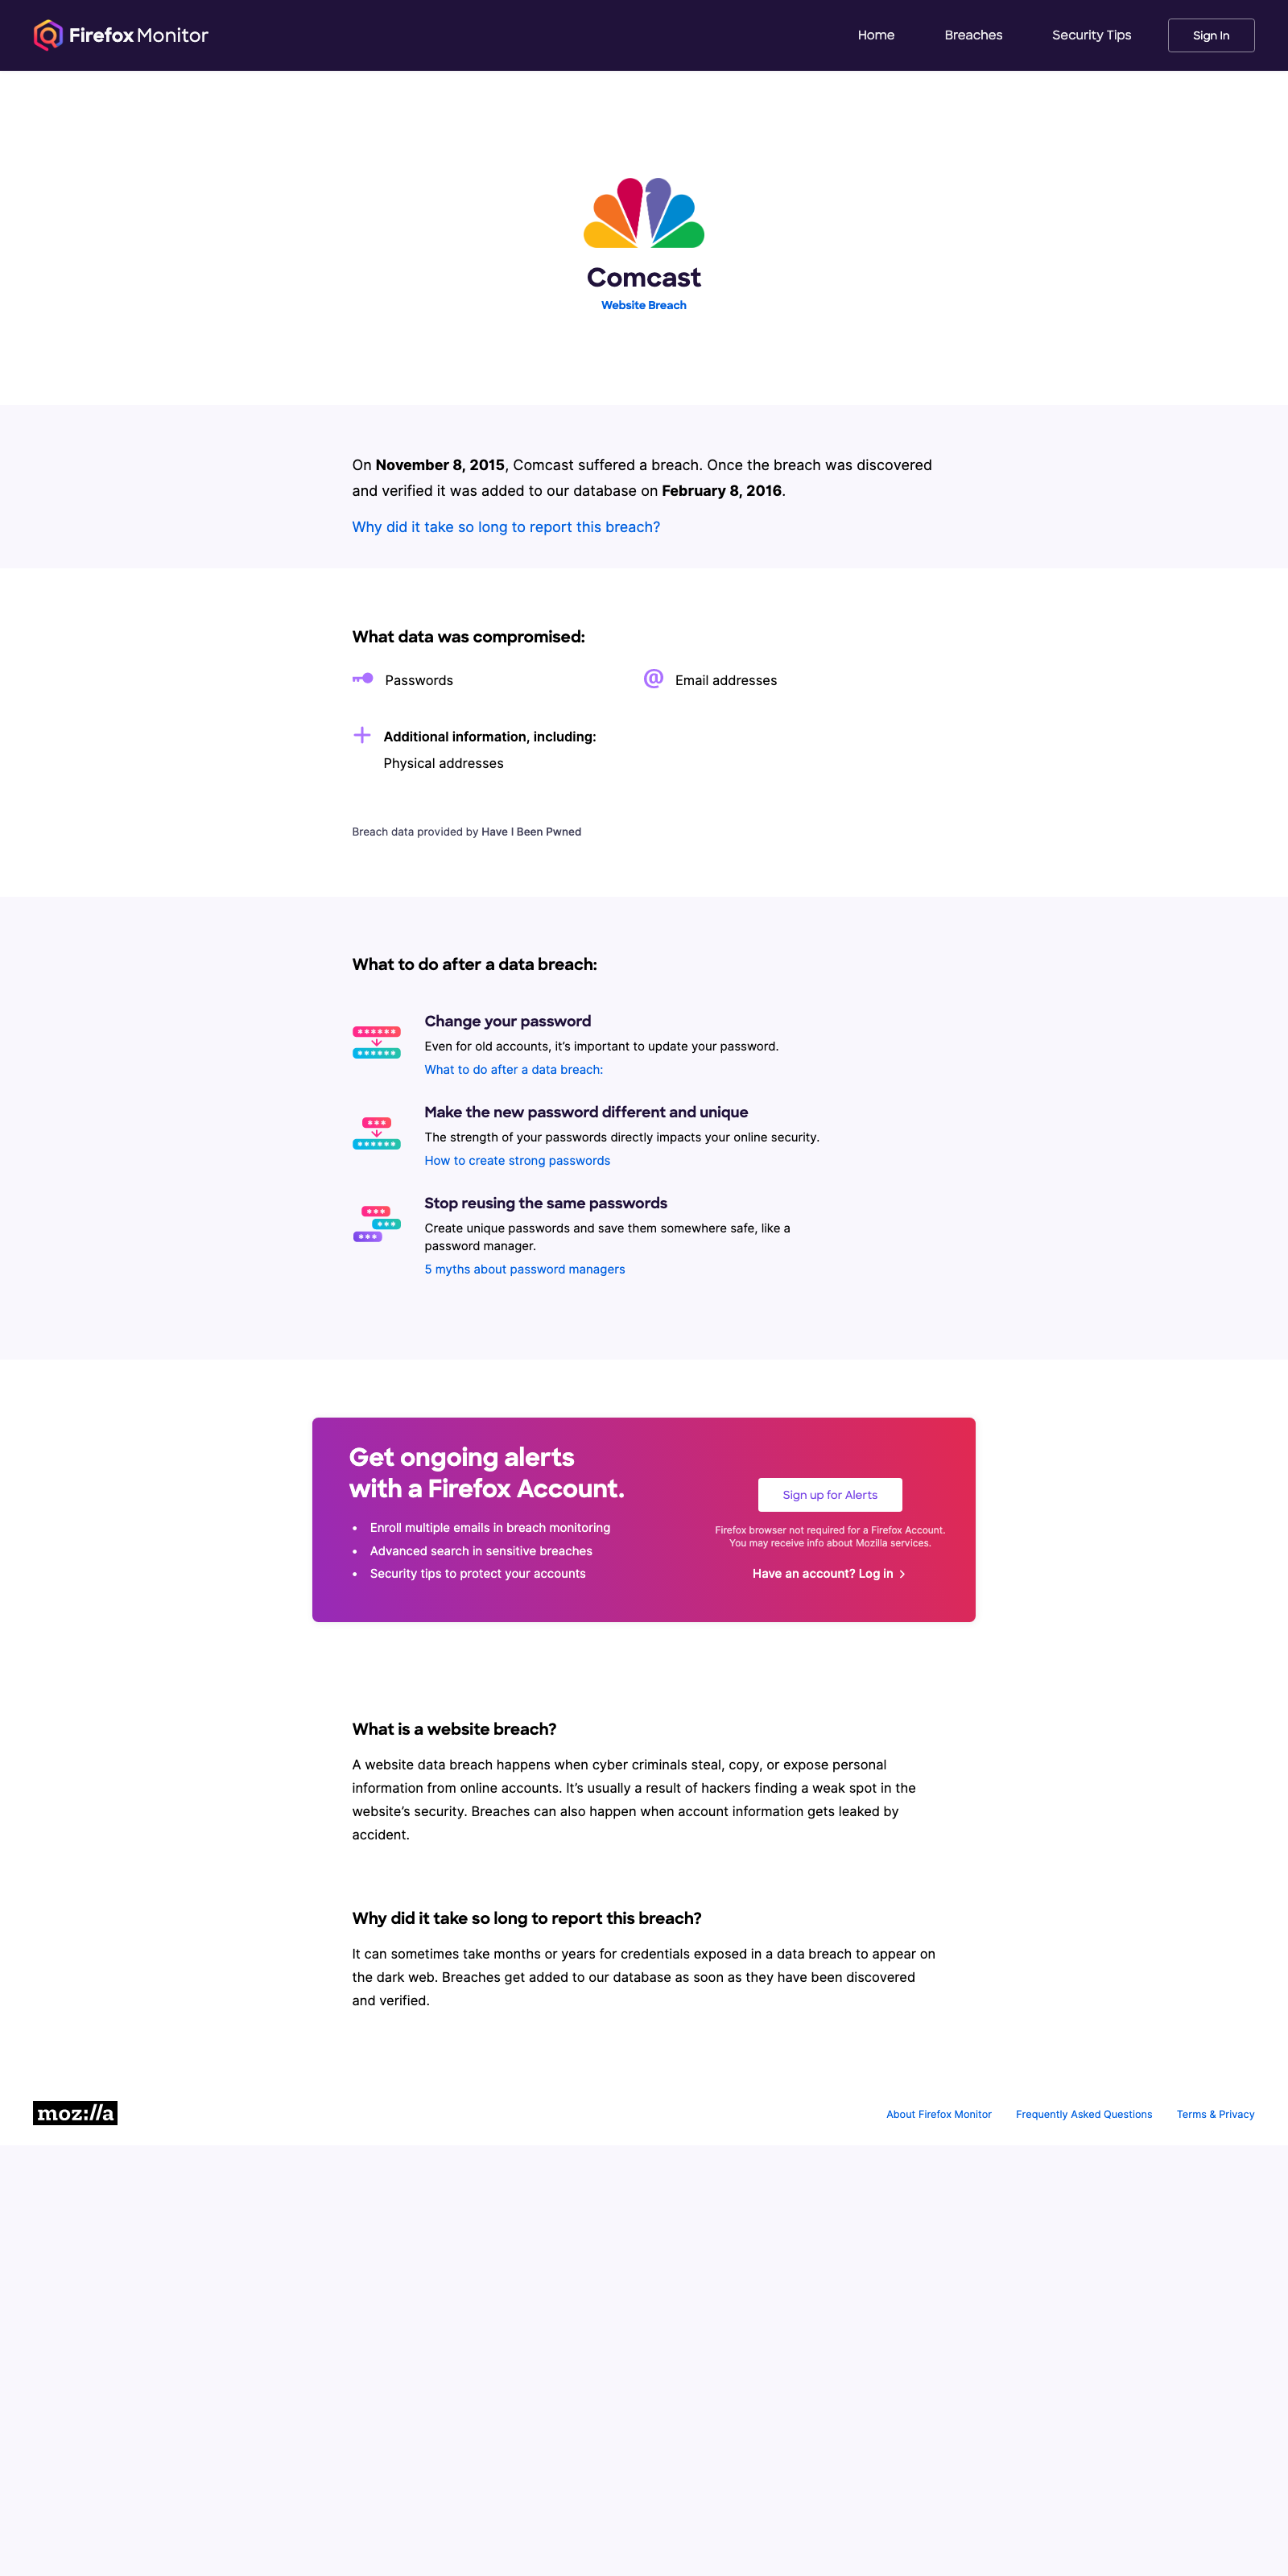 Firefox Monitor
Home
Breaches
Security Tips
Sign In
Comcast
Website Breach
On November 8, 2015, Comcast suffered a breach. Once the breach was discovered
and verified it was added to our database on February 8, 2016.
Why did it take so long to report this breach?
What data was compromised:
Passwords
@ Email addresses
Additional information, including:
Physical addresses
Breach data provided by Have I Been Pwned
What to do after a data breach:
Change your password
Even for old accounts, it’s important to update your password.
What to do after a data breach:
Make the new password different and unique
The strength of your passwords directly impacts your online security.
How to create strong passwords
Stop reusing the same passwords
Create unique passwords and save them somewhere safe, like a
password manager.
5 myths about password managers
Get ongoing alerts
with a Firefox Account.
• Enroll multiple emails in breach monitoring
• Advanced search in sensitive breaches
• Security tips to protect your accounts
Sign up for Alerts
Firefox browser not required for a Firefox Account.
You may receive info about Mozilla services.
Have an account? Log in
What is a website breach?
A website data breach happens when cyber criminals steal, copy, or expose personal
information from online accounts. It’s usually a result of hackers finding a weak spot in the
website’s security. Breaches can also happen when account information gets leaked by
accident.
Why did it take so long to report this breach?
It can sometimes take months or years for credentials exposed in a data breach to appear on
the dark web. Breaches get added to our database as soon as they have been discovered
and verified.
moz://a
About Firefox Monitor
Frequently Asked Questions
Terms & Privacy